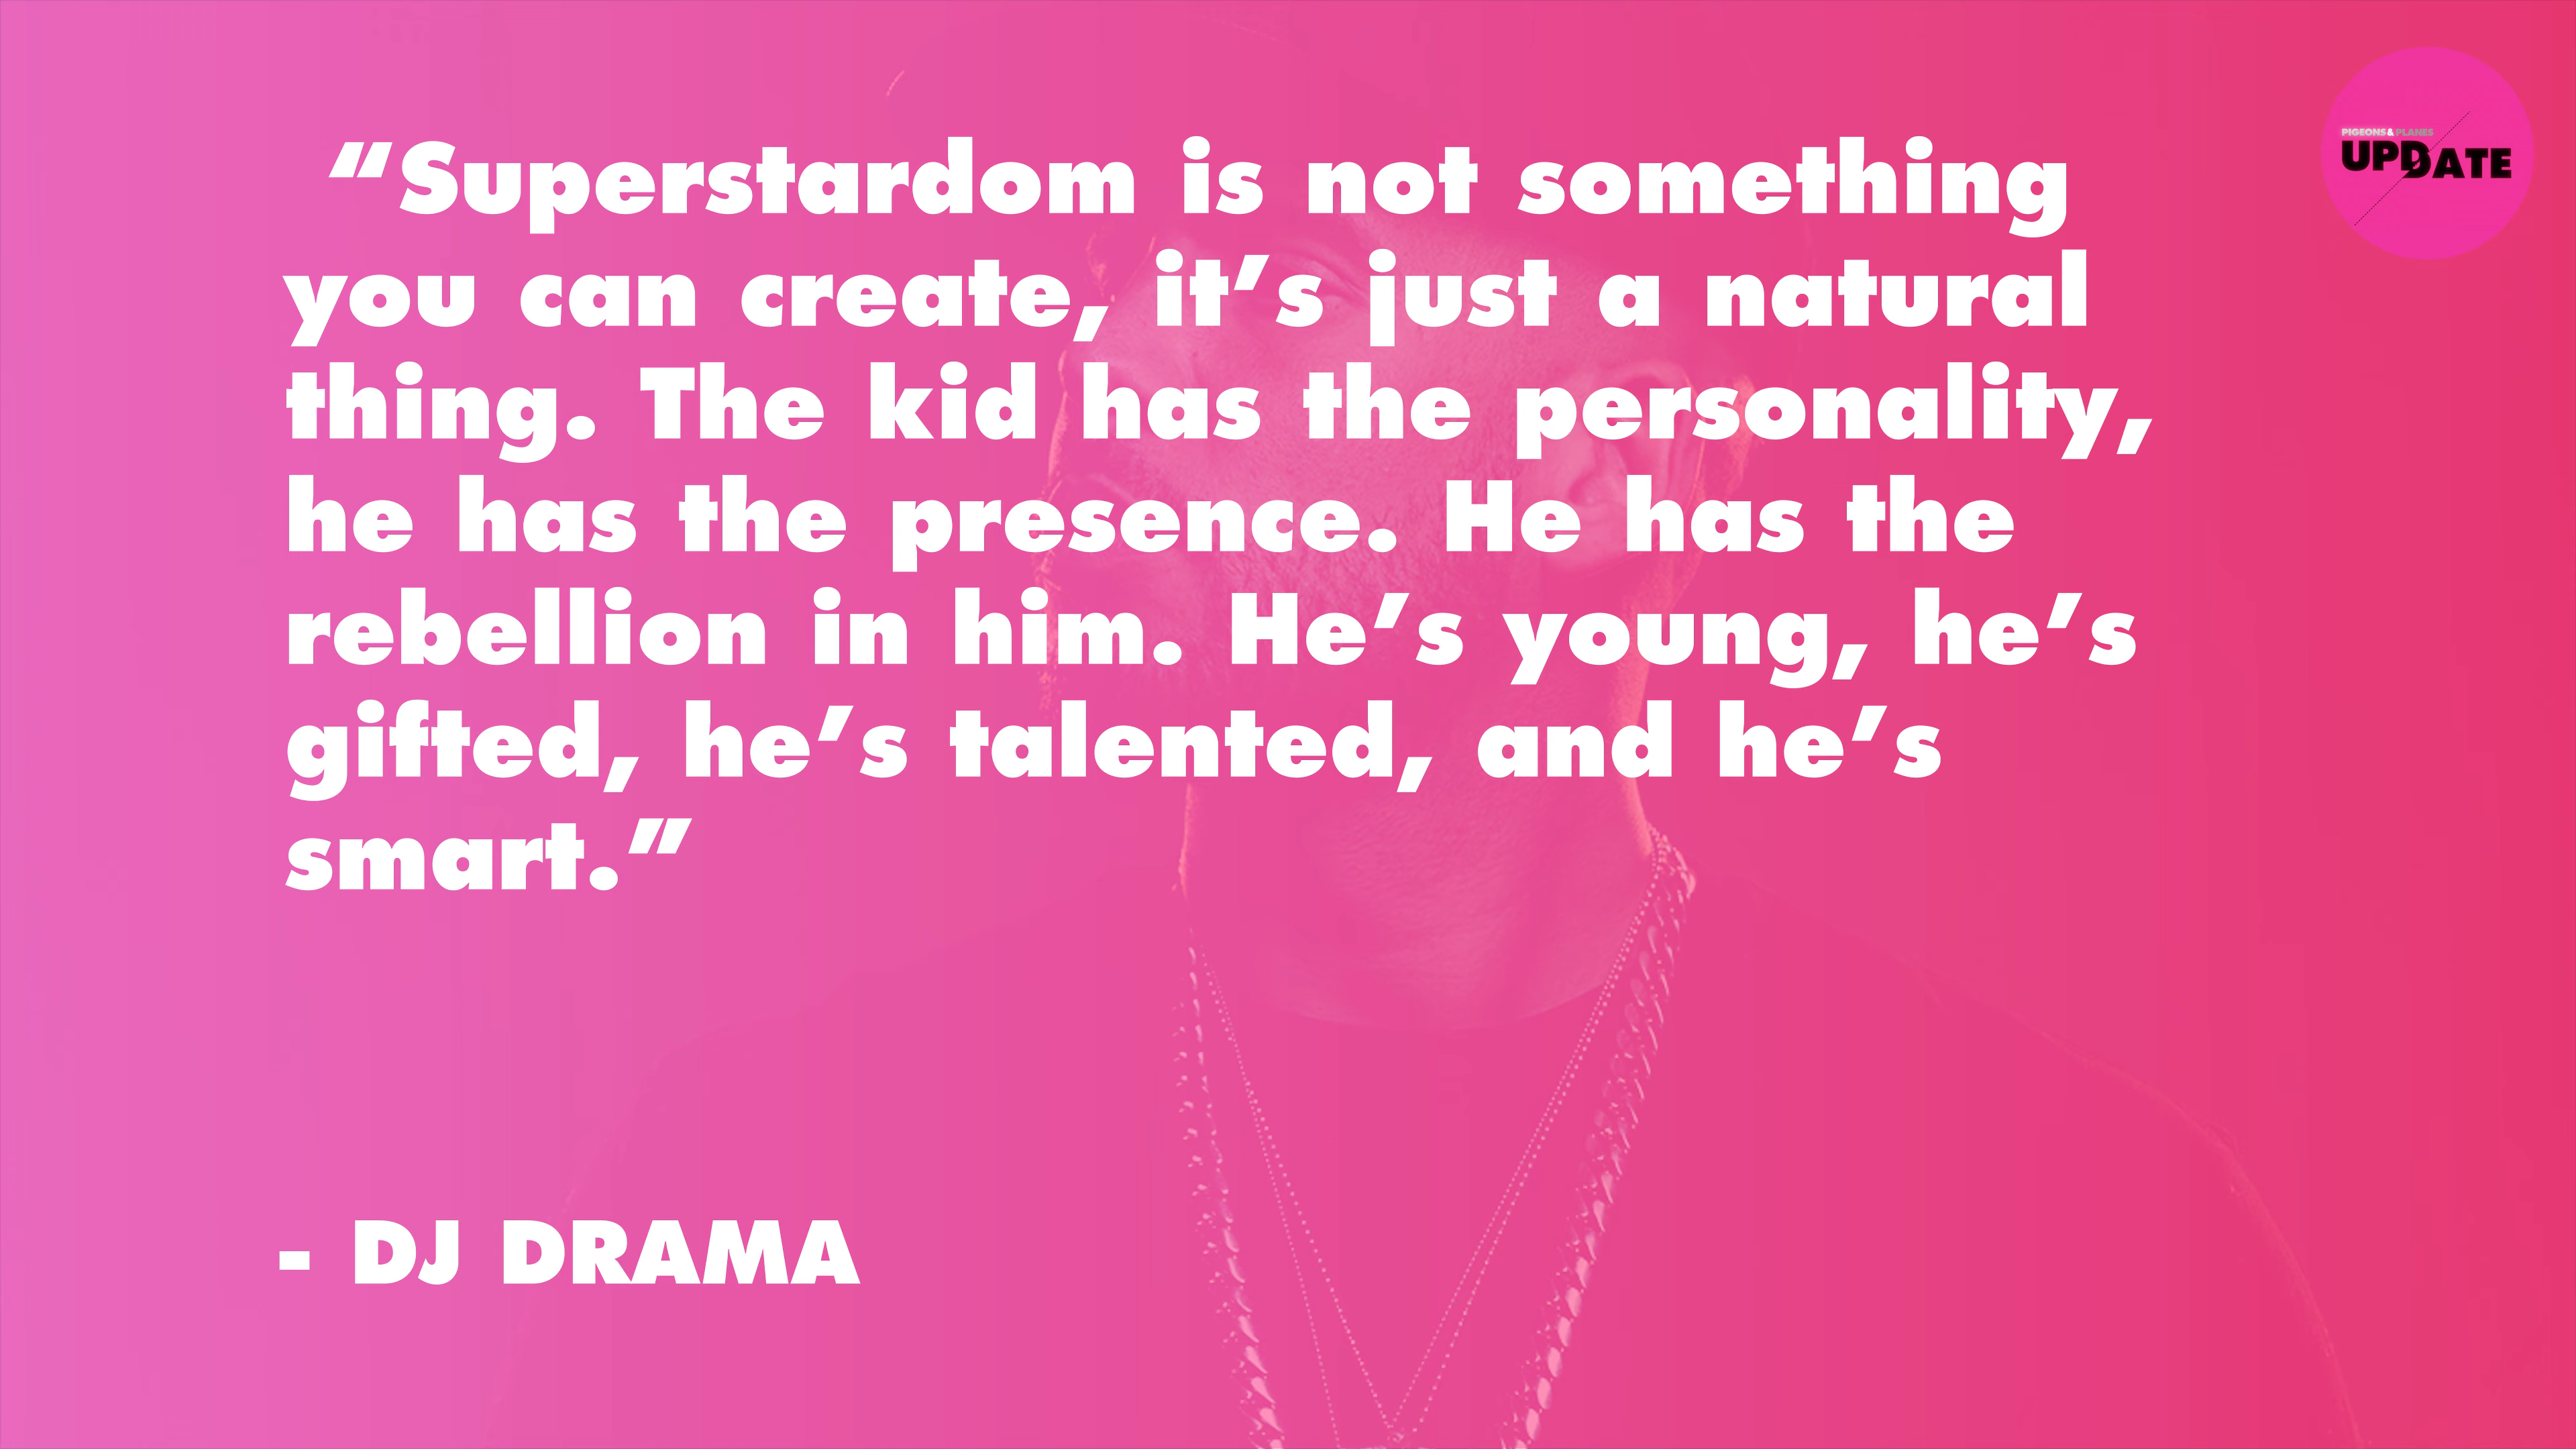 PIGEONS&PLANES
UPDATE
“Superstardom is not something
you can create, it’s just a natural
thing. The kid has the personality,
he has the presence. He has the
rebellion in him. He’s young, he’s
gifted, he’s talented, and he’s
smart.”
- DJ DRAMA